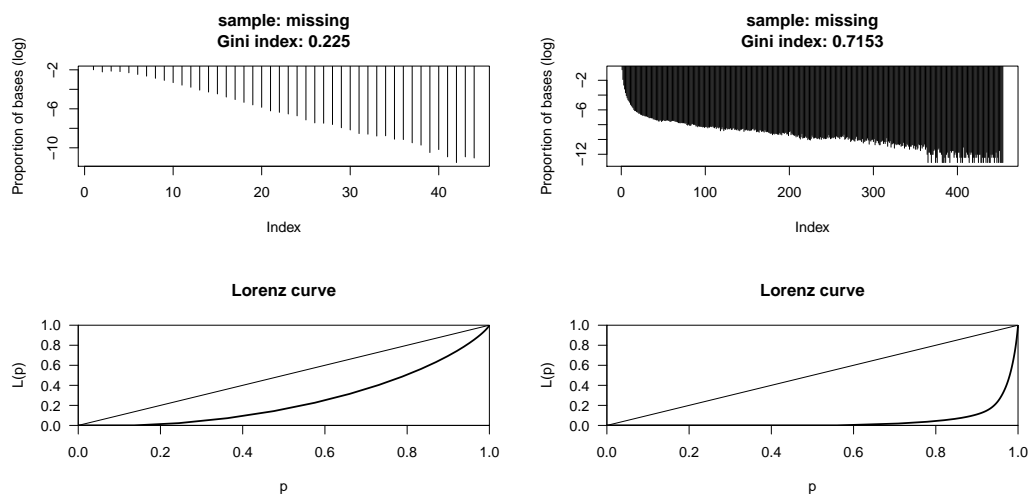 sample: missing
Gini index: 0.225
Proportion of bases (log)
−2
−6
−10
0 10 20 30 40
Index
sample: missing
Gini index: 0.7153
Proportion of bases (log)
−2
−6
−12
0 100 200 300 400
Index
Lorenz curve
L(p)
1.0
0.8
0.6
0.4
0.2
0.0
0.0 0.2 0.4 0.6 0.8 1.0
p
Lorenz curve
L(p)
1.0
0.8
0.6
0.4
0.2
0.0
0.0 0.2 0.4 0.6 0.8 1.0
p